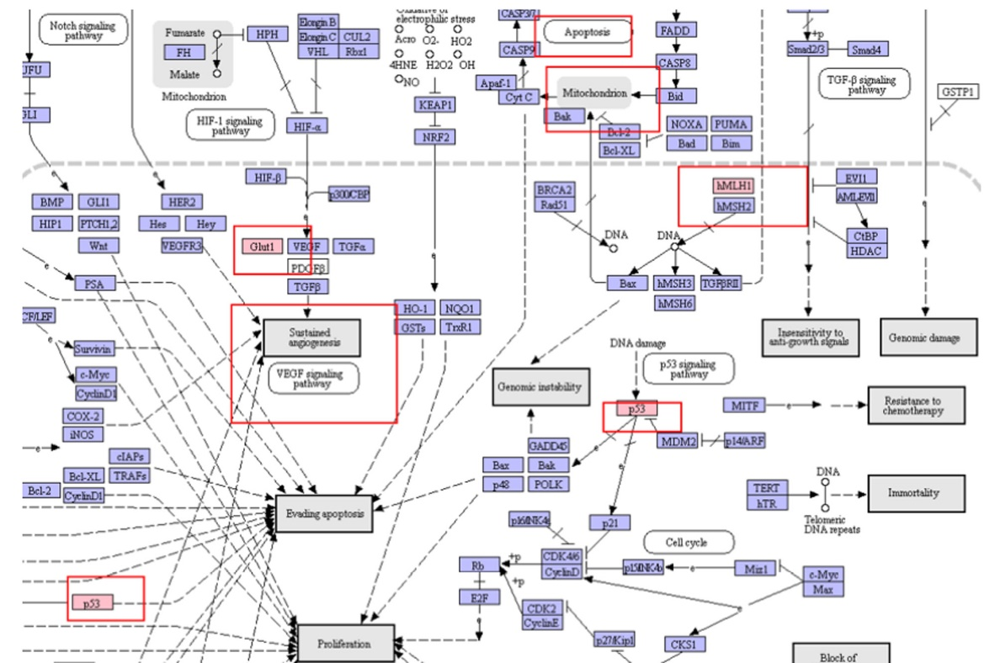 Notch signaling
pathway
Fumarate
FH
Malate
Mitochondrion
HPH
Elongin B
Elongin C
CUL2
VHL
Rbx1
HIF-1 signaling
pathway
HIF-α
electrophilic stress
Acro
O2-
HO2
4HNE
H2O2
OH
NO
KEAP1
NRF2
CASP3/7
CASP9
Apaf-1
Cyt C
Apoptosis
Mitochondrion
Bak
Bcl-2
Bcl-XL
FADD
CASP8
Bid
NOXA
PUMA
Bad
Bim
+p
Smad2/3
Smad4
TGF-β signaling
pathway
GSTP1
e
BMP
GLI1
HIP1
PTCH1,2
Wnt
e
HER2
Hes
Hey
VEGFR3
HIF-β
p300/CBP
e
Glut1
VEGF
TGFα
PDGFβ
TGFβ
e
HO-1
NQO1
GSTs
TrxR1
BRCA2
Rad51
DNA
hMLH1
hMSH2
DNA
Bax
hMSH3
TGFβRII
hMSH6
EVI1
AML-EVI1
CtBP
HDAC
e
e
e
PSA
CF/LEF
e
Survivin
c-Myc
CyclinD1
COX-2
iNOS
e
cIAPs
Bcl-XL
TRAFs
Bcl-2
CyclinD1
Sustained
angiogenesis
VEGF signaling
pathway
Insensitivity to
anti-growth signals
Genomic damage
Genomic instability
DNA damage
p53 signaling
pathway
p53
MDM2
p14/ARF
MITF
e
Resistance to
chemotherapy
GADD45
Bax
Bak
p48
POLK
e
e
TERT
hTR
DNA
Telomeric
DNA repeats
Immortality
Evading apoptosis
p21
Cell cycle
CDK4/6
CyclinD
+p
Rb
+p
E2F
e
CDK2
CyclinE
p15/INK4b
e
Miz1
c-Myc
Max
e
p27/Kip1
CKS1
p53
Proliferation
Block of